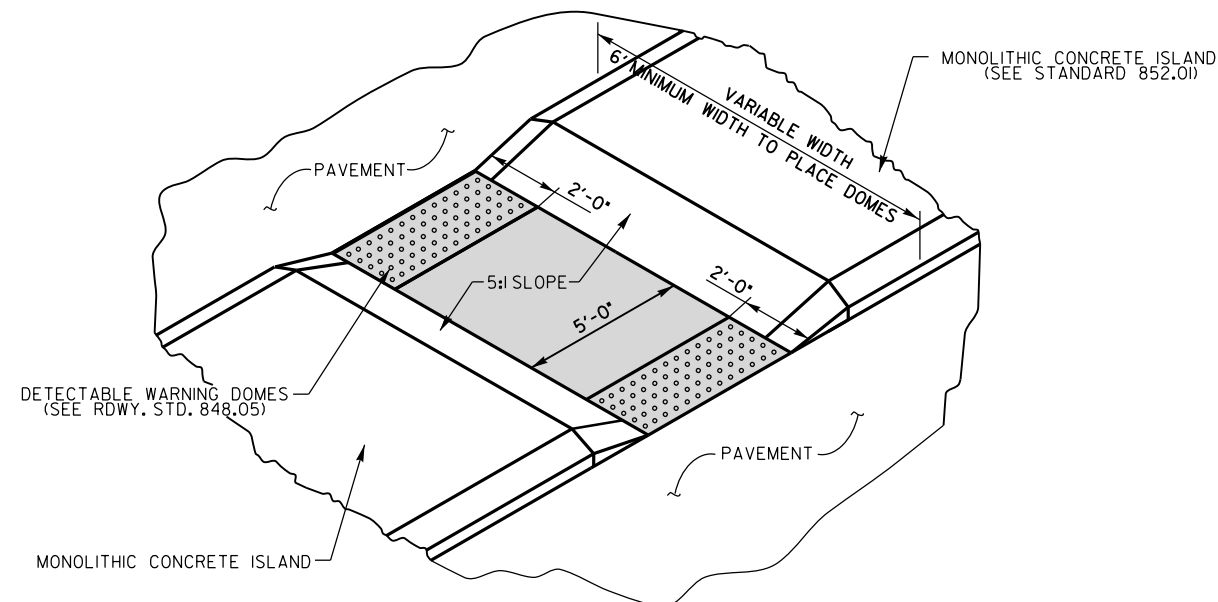 MONOLITHIC CONCRETE ISLAND
(SEE STANDARD 852.01)
VARIABLE WIDTH
6' MINIMUM WIDTH TO PLACE DOMES
PAVEMENT
2'-0"
5:1 SLOPE
2'-0"
5'-0"
DETECTABLE WARNING DOMES
(SEE RDWY. STD. 848.05)
PAVEMENT
MONOLITHIC CONCRETE ISLAND